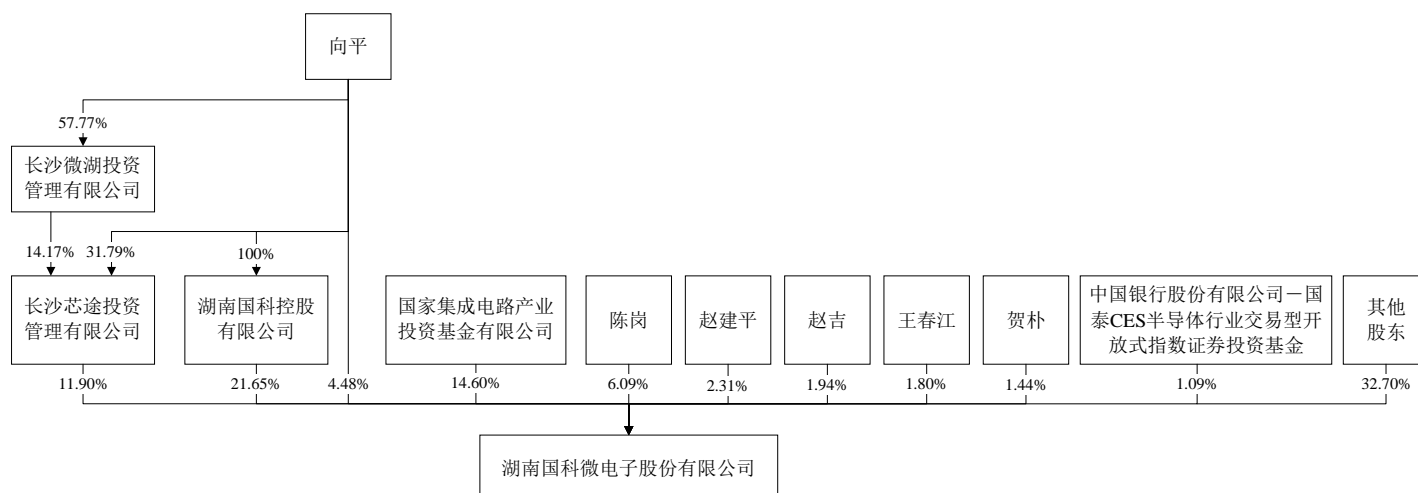 向平
57.77%
长沙微湖投资
管理有限公司
14.17%
31.79%
100%
长沙芯途投资
管理有限公司
湖南国科控股
有限公司
国家集成电路产业
投资基金有限公司
陈岗
赵建平
赵吉
王春江
贺朴
中国银行股份有限公司－国
泰CES半导体行业交易型开
放式指数证券投资基金
其他
股东
11.90%
21.65%
4.48%
14.60%
6.09%
2.31%
1.94%
1.80%
1.44%
1.09%
32.70%
湖南国科微电子股份有限公司